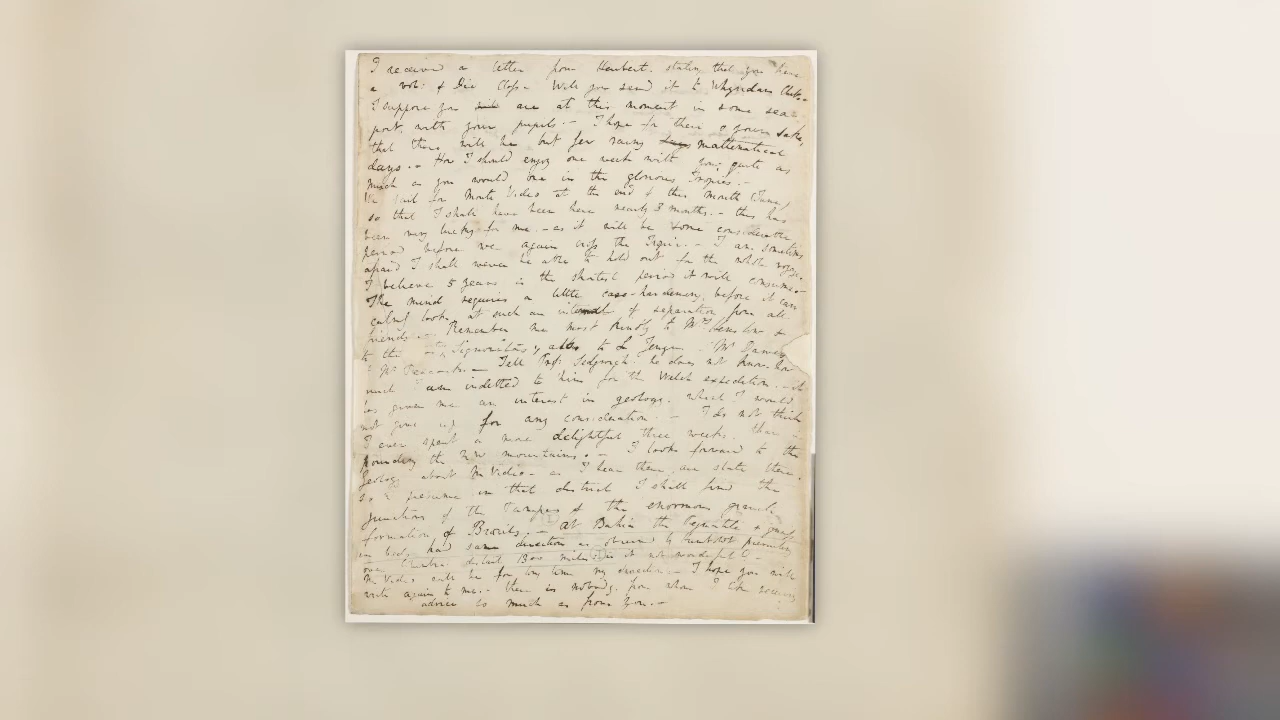 I received a letter from Herbert. stating that you have
a vol: of Dic Class— Will you send it to Whyndam Club.—
I suppose you are at this moment in some sea-
port, with your pupils.— I hope for their & your sakes,
that there will be but few rainy mathematical
days.— How I should enjoy one week with you: quite as
much as you would one in the glorious Tropics.—
We sail for Monte Video at the end of this month (June)
so that I shall have been here nearly 3 months.— this has
been very lucky for me.— as it will be some considerable
period before we again cross the Tropic.— I am sometimes
afraid I shall never be able to hold out for the whole voyage.
I believe 5 years is the shortest period it will consume.—
The mind requires a little case-hardening, before it can
calmly look at such an interval of separation from all
friends.— Remember me most kindly to Mrs Henslow &
to the Signoritas; also to L Jenyns Mr Dawes
& Mr Peacock.— Tell Prof: Sedgwick he does not know how
much I am indebted to him for the Welch expedition.— it
has given me an interest in geology, which I would
not give up for any consideration.— I do not think
I ever spent a more delightful three weeks, than
pounding the NW mountains.— I look forward to the
Geology about M Video— as I hear there are slates there.
so I presume in that district I shall find the
junctions of the Pampas & the enormous granite
formation of Brazils.— At Bahia the Pegmatite & gneiss
in beds had same direction as observed by Humboldt prevailing
over Columbia distant 1300 miles: is it not wonderful?—
M Video will be for long time my direction.— I hope you will
write again to me.— there is nobody, from whom I like receiving
advice so much as from you.—